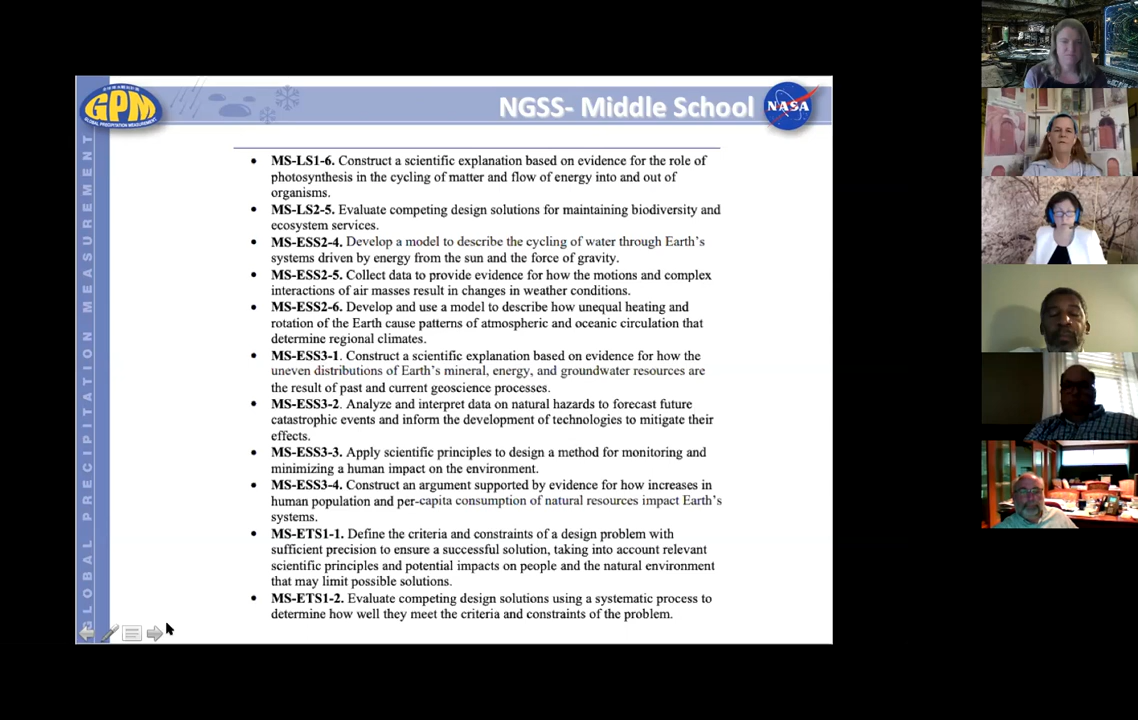 GPM
GLOBAL PRECIPITATION MEASUREMENT
NGSS- Middle School
NASA
GLOBAL PRECIPITATION MEASUREMENT
• MS-LS1-6. Construct a scientific explanation based on evidence for the role of
photosynthesis in the cycling of matter and flow of energy into and out of
organisms.
• MS-LS2-5. Evaluate competing design solutions for maintaining biodiversity and
ecosystem services.
• MS-ESS2-4. Develop a model to describe the cycling of water through Earth’s
systems driven by energy from the sun and the force of gravity.
• MS-ESS2-5. Collect data to provide evidence for how the motions and complex
interactions of air masses result in changes in weather conditions.
• MS-ESS2-6. Develop and use a model to describe how unequal heating and
rotation of the Earth cause patterns of atmospheric and oceanic circulation that
determine regional climates.
• MS-ESS3-1. Construct a scientific explanation based on evidence for how the
uneven distributions of Earth’s mineral, energy, and groundwater resources are
the result of past and current geoscience processes.
• MS-ESS3-2. Analyze and interpret data on natural hazards to forecast future
catastrophic events and inform the development of technologies to mitigate their
effects.
• MS-ESS3-3. Apply scientific principles to design a method for monitoring and
minimizing a human impact on the environment.
• MS-ESS3-4. Construct an argument supported by evidence for how increases in
human population and per-capita consumption of natural resources impact Earth’s
systems.
• MS-ETS1-1. Define the criteria and constraints of a design problem with
sufficient precision to ensure a successful solution, taking into account relevant
scientific principles and potential impacts on people and the natural environment
that may limit possible solutions.
• MS-ETS1-2. Evaluate competing design solutions using a systematic process to
determine how well they meet the criteria and constraints of the problem.